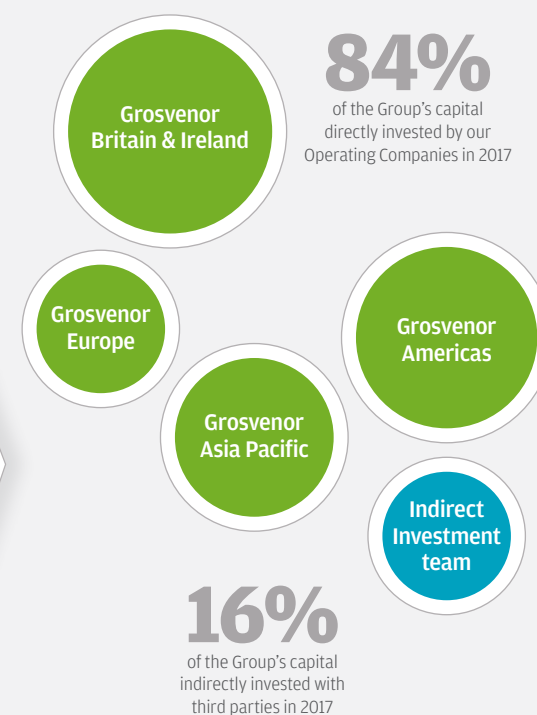 Grosvenor
Britain & Ireland
84%
of the Group’s capital
directly invested by our
Operating Companies in 2017
Grosvenor
Europe
Grosvenor
Americas
Grosvenor
Asia Pacific
Indirect
Investment
team
16%
of the Group’s capital
indirectly invested with
third parties in 2017